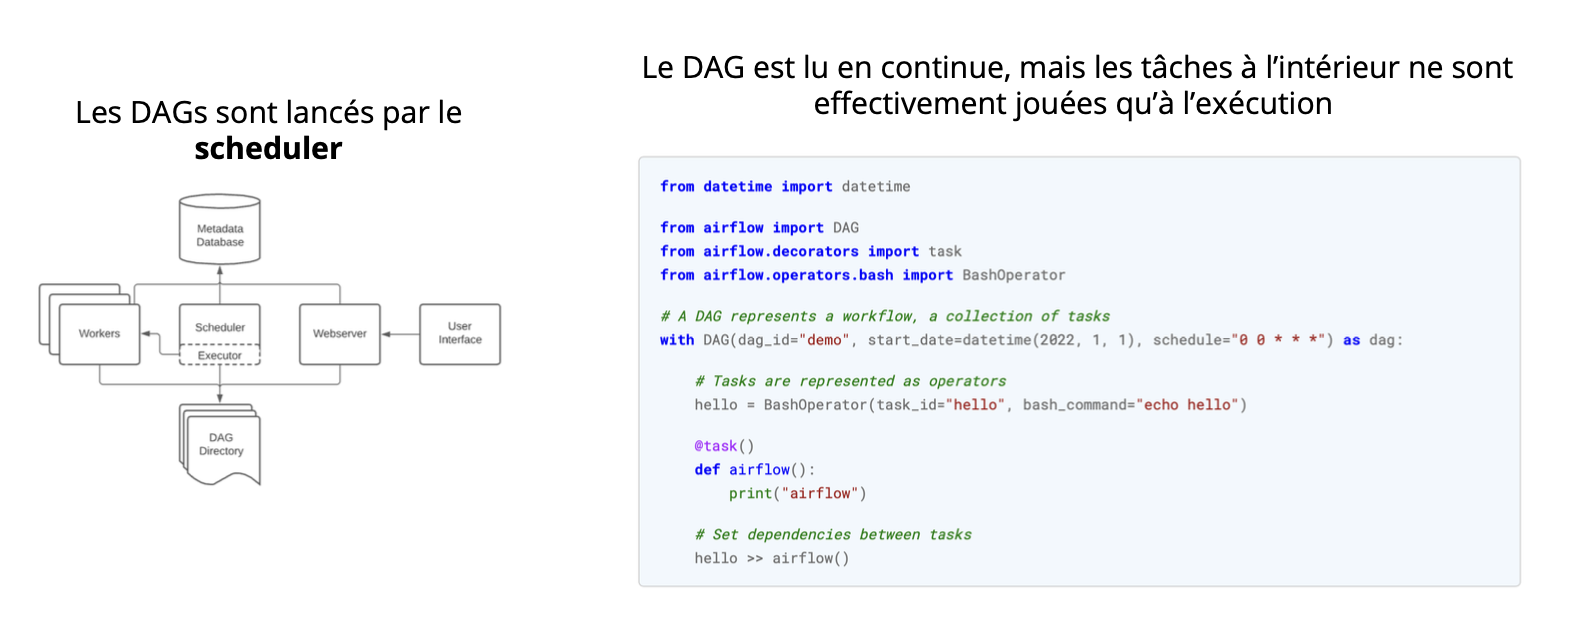 Les DAGs sont lancés par le
scheduler
Metadata
Database
Workers
Scheduler
Executor
Webserver
User
Interface
DAG
Directory
Le DAG est lu en continue, mais les tâches à l’intérieur ne sont
effectivement jouées qu’à l’exécution
from datetime import datetime
from airflow import DAG
from airflow.decorators import task
from airflow.operators.bash import BashOperator
# A DAG represents a workflow, a collection of tasks
with DAG(dag_id="demo", start_date=datetime(2022, 1, 1), schedule="0 0 * * *") as dag:
# Tasks are represented as operators
hello = BashOperator(task_id="hello", bash_command="echo hello")
@task()
def airflow():
print("airflow")
# Set dependencies between tasks
hello >> airflow()